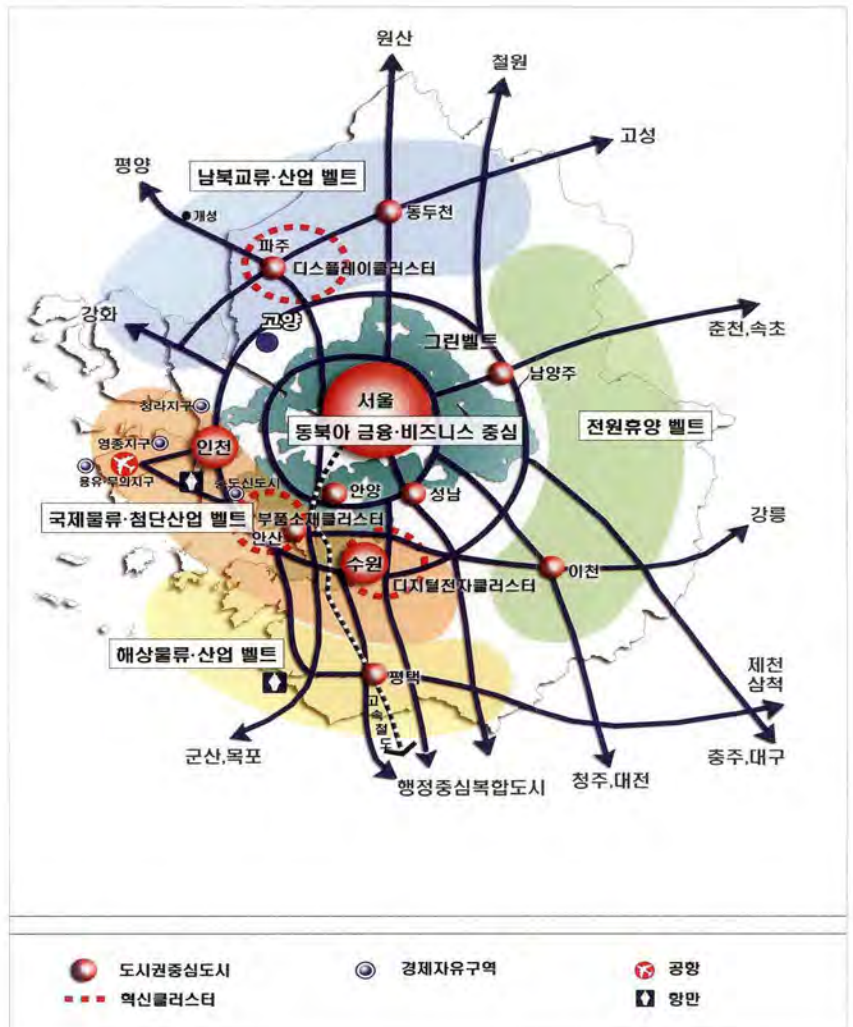 원산
철원
고성
평양
남북교류·산업 벨트
개성
동두천
파주
디스플레이클러스터
강화
고양
그린벨트
춘천,속초
남양주
서울
청라지구
동북아 금융·비즈니스 중심
전원휴양 벨트
인천
영종지구
용유·무의지구
송도신도시
안양
성남
국제물류·첨단산업 벨트
부품소재클러스터
강릉
안산
수원
이천
디지털전자클러스터
해상물류·산업 벨트
제천
삼척
평택
고속철도
군산,목포
행정중심복합도시
청주,대전
충주,대구
도시권중심도시
경제자유구역
공항
혁신클러스터
항만